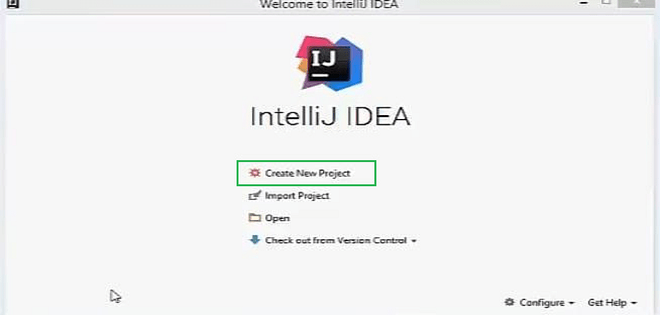 Welcome to IntelliJ IDEA
IJ
IntelliJ IDEA
Create New Project
Import Project
Open
Check out from Version Control
Configure
Get Help